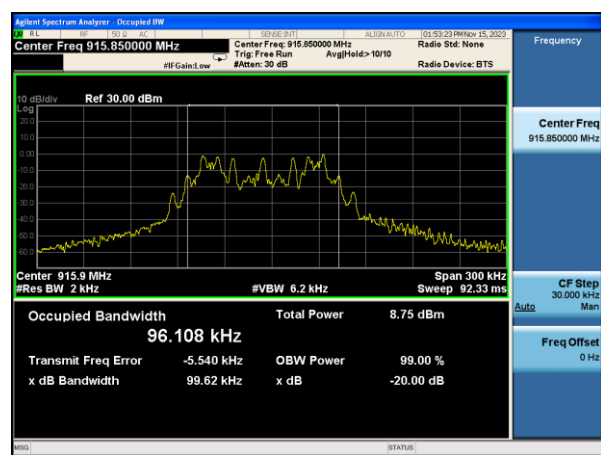 Agilent Spectrum Analyzer - Occupied BW
RL RF 50 Ω AC SENSE:INT ALIGN AUTO 01:53:23 PM Nov 15, 2023
Center Freq 915.850000 MHz
Center Freq: 915.850000 MHz
Radio Std: None
Trig: Free Run Avg|Hold:> 10/10
#IFGain:Low #Atten: 30 dB Radio Device: BTS
Frequency
10 dB/div Ref 30.00 dBm
Log
20.0
10.0
0.00
-10.0
-20.0
-30.0
-40.0
-50.0
-60.0
Center Freq
915.850000 MHz
Center 915.9 MHz Span 300 kHz
#Res BW 2 kHz #VBW 6.2 kHz Sweep 92.33 ms
CF Step
30.000 kHz
Auto Man
Occupied Bandwidth Total Power 8.75 dBm
96.108 kHz
Transmit Freq Error -5.540 kHz OBW Power 99.00 %
x dB Bandwidth 99.62 kHz x dB -20.00 dB
Freq Offset
0 Hz
MSG STATUS